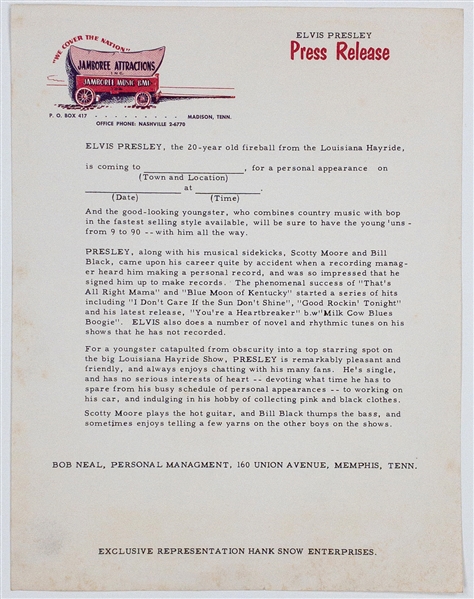 ELVIS PRESLEY
Press Release
"WE COVER THE NATION"
JAMBOREE ATTRACTIONS
INC.
JAMBOREE MUSIC BMI
P. O. BOX 417 - - - - - - - - MADISON, TENN.
OFFICE PHONE: NASHVILLE 2-6770
ELVIS PRESLEY, the 20-year old fireball from the Louisiana Hayride,
is coming to ____________________, for a personal appearance on
(Town and Location)
____________________ at ________________.
(Date) (Time)
And the good-looking youngster, who combines country music with bop
in the fastest selling style available, will be sure to have the young 'uns -
from 9 to 90 -- with him all the way.
PRESLEY, along with his musical sidekicks, Scotty Moore and Bill
Black, came upon his career quite by accident when a recording manag-
er heard him making a personal record, and was so impressed that he
signed him up to make records. The phenomenal success of "That's
All Right Mama" and "Blue Moon of Kentucky" started a series of hits
including "I Don't Care If the Sun Don't Shine", "Good Rockin' Tonight"
and his latest release, "You're a Heartbreaker" b.w"Milk Cow Blues
Boogie". ELVIS also does a number of novel and rhythmic tunes on his
shows that he has not recorded.
For a youngster catapulted from obscurity into a top starring spot on
the big Louisiana Hayride Show, PRESLEY is remarkably pleasant and
friendly, and always enjoys chatting with his many fans. He's single,
and has no serious interests of heart -- devoting what time he has to
spare from his busy schedule of personal appearances -- to working on
his car, and indulging in his hobby of collecting pink and black clothes.
Scotty Moore plays the hot guitar, and Bill Black thumps the bass, and
sometimes enjoys telling a few yarns on the other boys on the shows.
BOB NEAL, PERSONAL MANAGMENT, 160 UNION AVENUE, MEMPHIS, TENN.
EXCLUSIVE REPRESENTATION HANK SNOW ENTERPRISES.